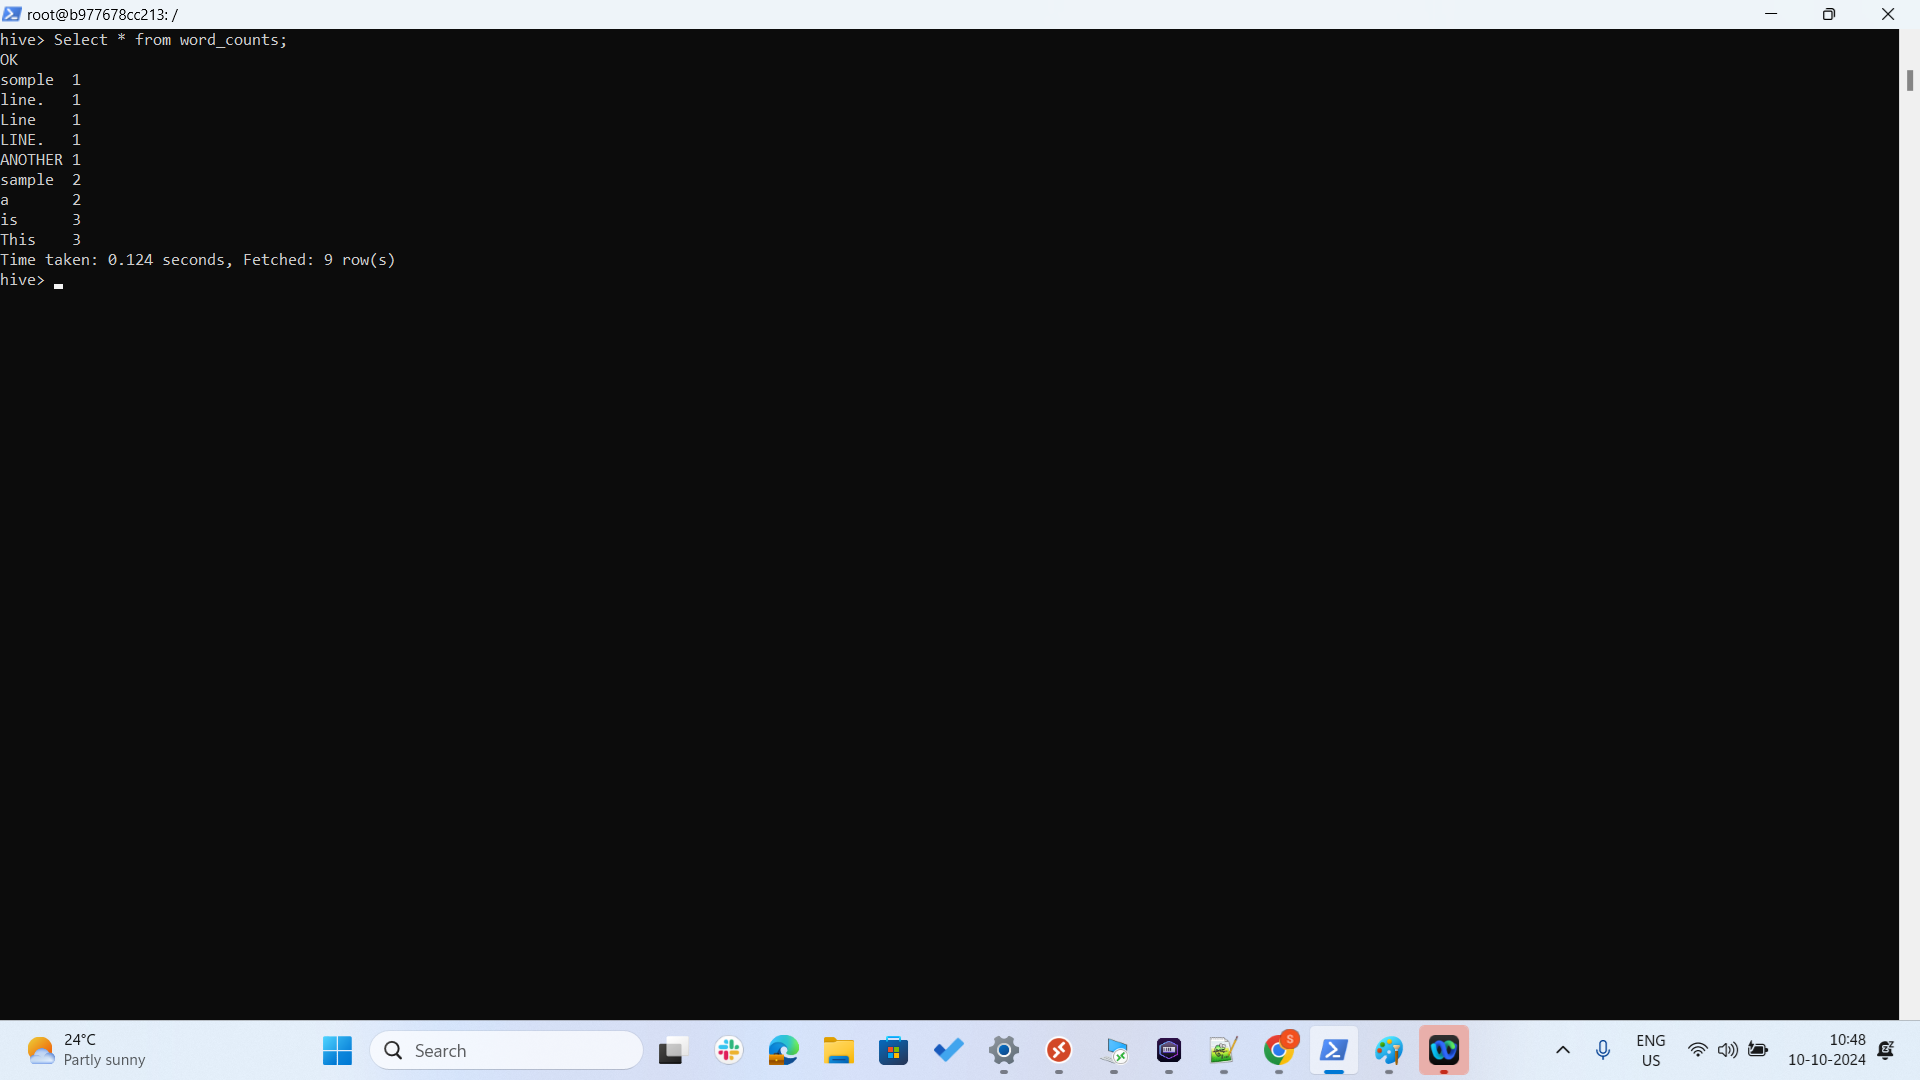 root@b977678cc213: /
hive> Select * from word_counts;
OK
somple 1
line. 1
Line 1
LINE. 1
ANOTHER 1
sample 2
a 2
is 3
This 3
Time taken: 0.124 seconds, Fetched: 9 row(s)
hive>
24°C
Partly sunny
Search
S
ENG
US
10:48
10-10-2024